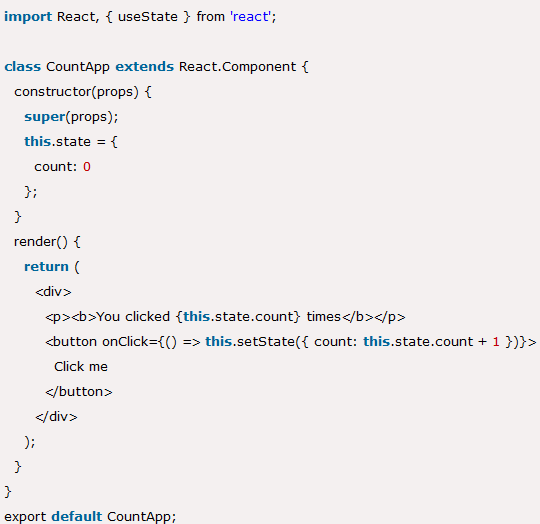 import React, { useState } from 'react';

class CountApp extends React.Component {
  constructor(props) {
    super(props);
    this.state = {
      count: 0
    };
  }
  render() {
    return (
      <div>
        <p><b>You clicked {this.state.count} times</b></p>
        <button onClick={() => this.setState({ count: this.state.count + 1 })}>
          Click me
        </button>
      </div>
    );
  }
}
export default CountApp;